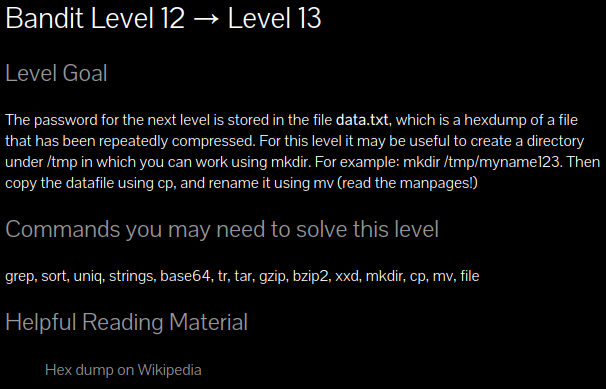 Bandit Level 12 → Level 13
Level Goal
The password for the next level is stored in the file data.txt, which is a hexdump of a file
that has been repeatedly compressed. For this level it may be useful to create a directory
under /tmp in which you can work using mkdir. For example: mkdir /tmp/myname123. Then
copy the datafile using cp, and rename it using mv (read the manpages!)
Commands you may need to solve this level
grep, sort, uniq, strings, base64, tr, tar, gzip, bzip2, xxd, mkdir, cp, mv, file
Helpful Reading Material
Hex dump on Wikipedia